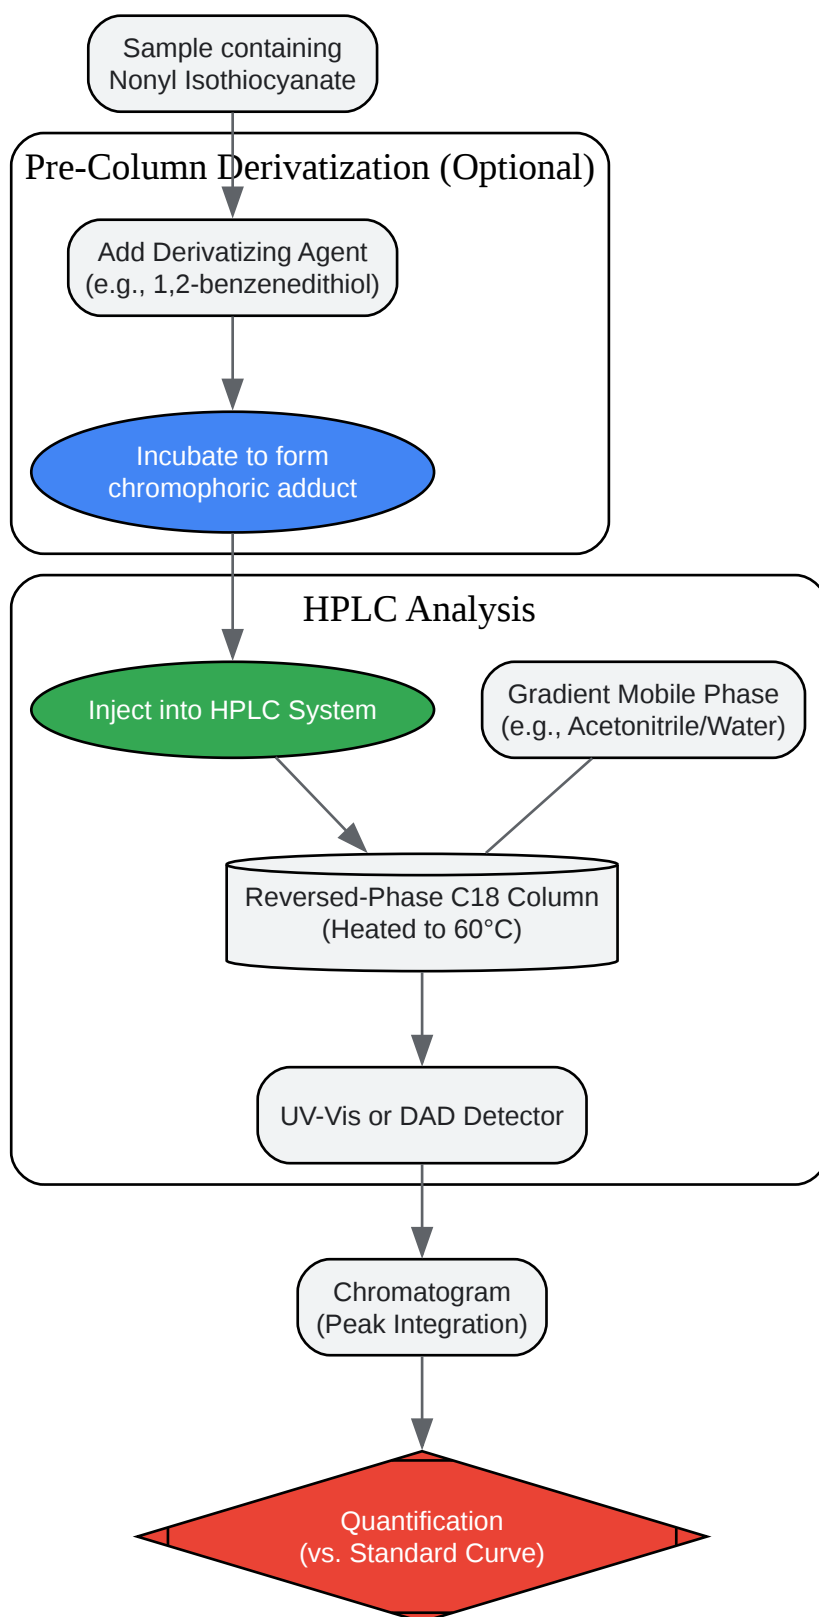 Sample containing
Nonyl Isothiocyanate
Pre-Column Derivatization (Optional)
Add Derivatizing Agent
(e.g., 1,2-benzenedithiol)
Incubate to form
chromophoric adduct
HPLC Analysis
Inject into HPLC System
Gradient Mobile Phase
(e.g., Acetonitrile/Water)
Reversed-Phase C18 Column
(Heated to 60°C)
UV-Vis or DAD Detector
Chromatogram
(Peak Integration)
Quantification
(vs. Standard Curve)